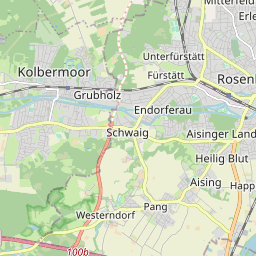 Mitterfeld
Erle
Unterfürstätt
Kolbermoor
Fürstätt
Rosenh
Grubholz
Endorferau
Schwaig
Aisinger Land
Heilig Blut
Aising
Happ
Pang
Westerndorf
100b